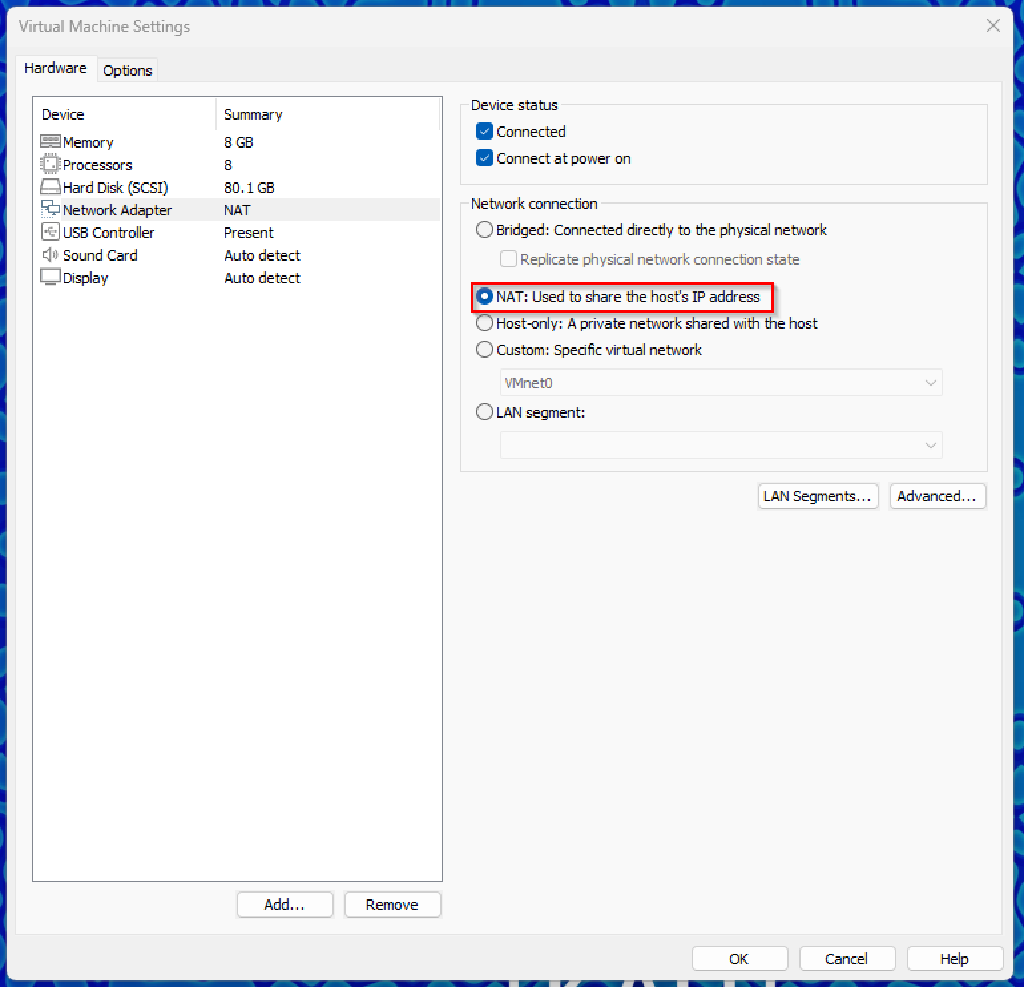 Virtual Machine Settings
Hardware
Options
Device Summary
Memory 8 GB
Processors 8
Hard Disk (SCSI) 80.1 GB
Network Adapter NAT
USB Controller Present
Sound Card Auto detect
Display Auto detect
Add...
Remove
Device status
Connected
Connect at power on
Network connection
Bridged: Connected directly to the physical network
Replicate physical network connection state
NAT: Used to share the host's IP address
Host-only: A private network shared with the host
Custom: Specific virtual network
VMnet0
LAN segment:
LAN Segments...
Advanced...
OK
Cancel
Help